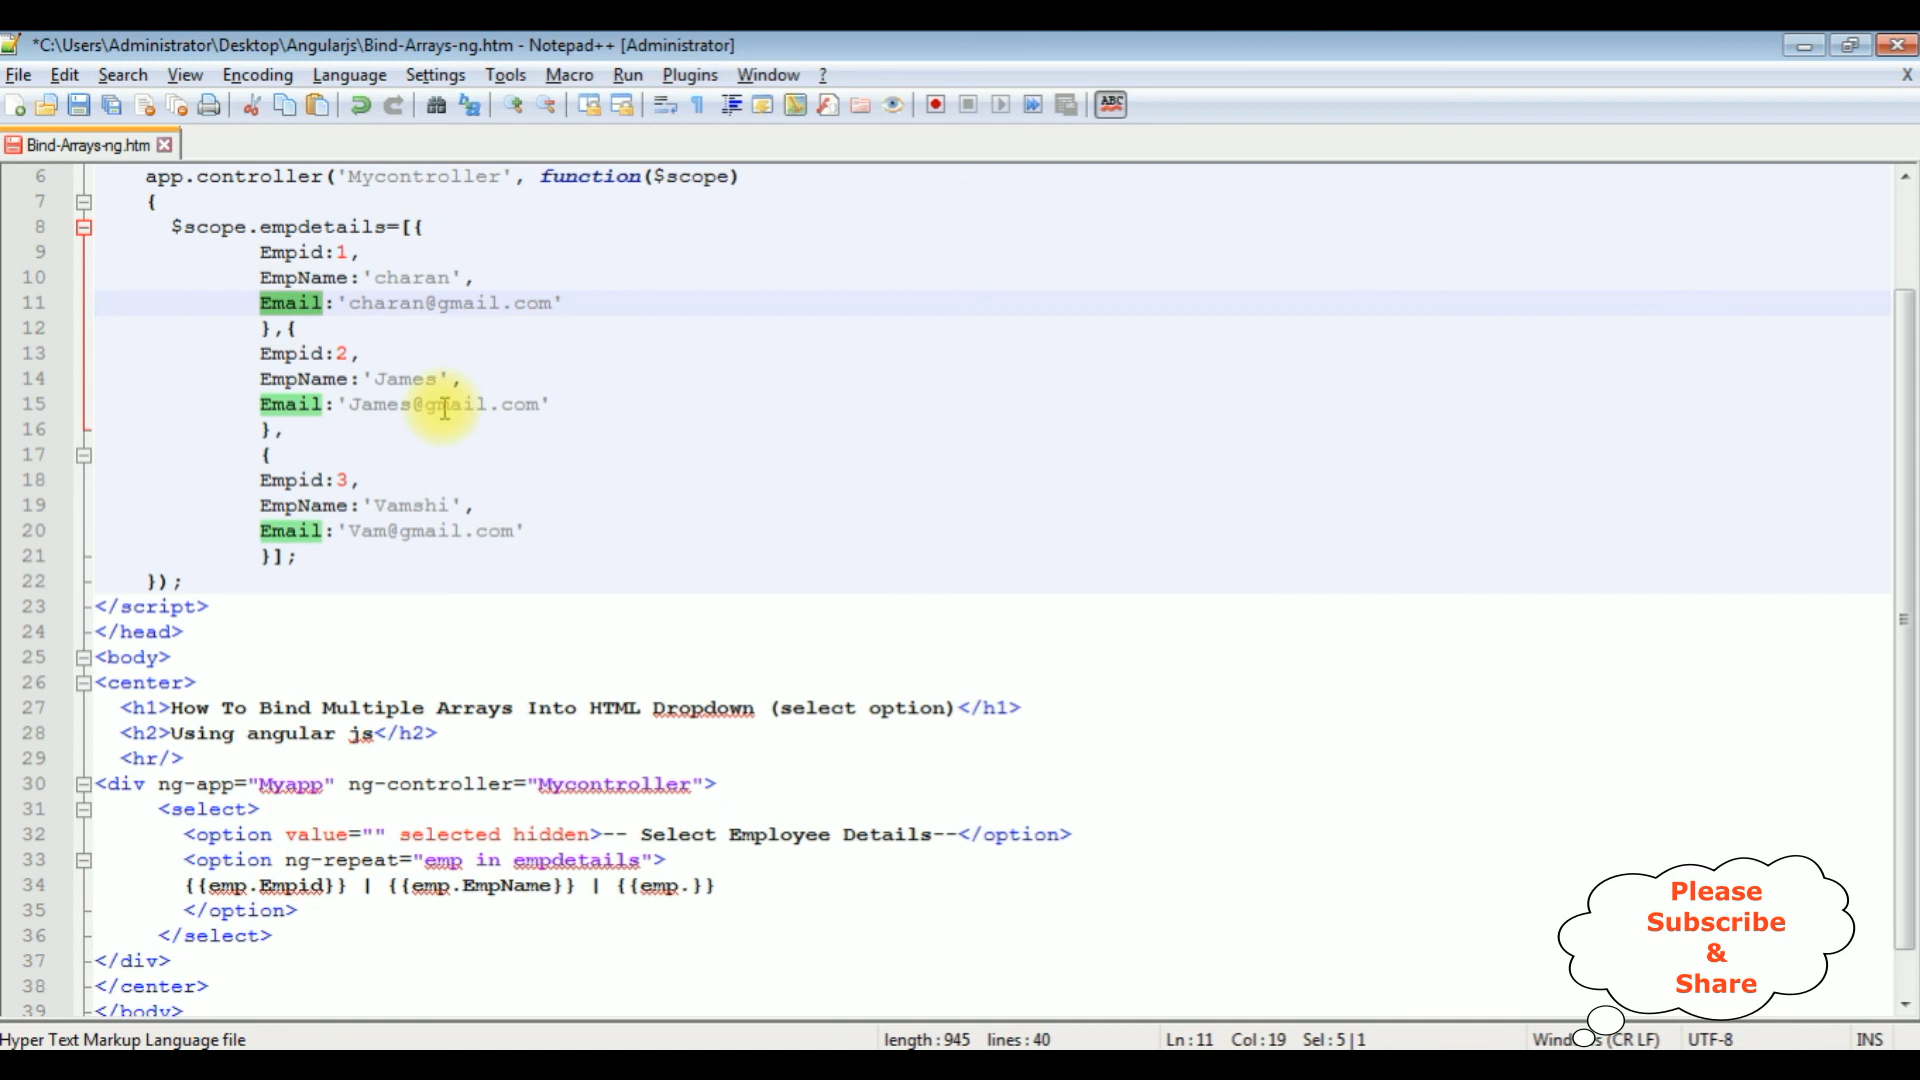 *C:\Users\Administrator\Desktop\Angularjs\Bind-Arrays-ng.htm - Notepad++ [Administrator]
File Edit Search View Encoding Language Settings Tools Macro Run Plugins Window ? X
ABC
Bind-Arrays-ng.htm
6 app.controller('Mycontroller', function($scope)
7 {
8 $scope.empdetails=[{
9 Empid:1,
10 EmpName:'charan',
11 Email:'charan@gmail.com'
12 },{
13 Empid:2,
14 EmpName:'James',
15 Email:'James@gmail.com'
16 },
17 {
18 Empid:3,
19 EmpName:'Vamshi',
20 Email:'Vam@gmail.com'
21 }];
22 });
23 </script>
24 </head>
25 <body>
26 <center>
27 <h1>How To Bind Multiple Arrays Into HTML Dropdown (select option)</h1>
28 <h2>Using angular js</h2>
29 <hr/>
30 <div ng-app="Myapp" ng-controller="Mycontroller">
31 <select>
32 <option value="" selected hidden>-- Select Employee Details--</option>
33 <option ng-repeat="emp in empdetails">
34 {{emp.Empid}} | {{emp.EmpName}} | {{emp.}}
35 </option>
36 </select>
37 </div>
38 </center>
39 </body>
Please
Subscribe
&
Share
Hyper Text Markup Language file length : 945 lines : 40 Ln : 11 Col : 19 Sel : 5 | 1 (CR LF) UTF-8 INS